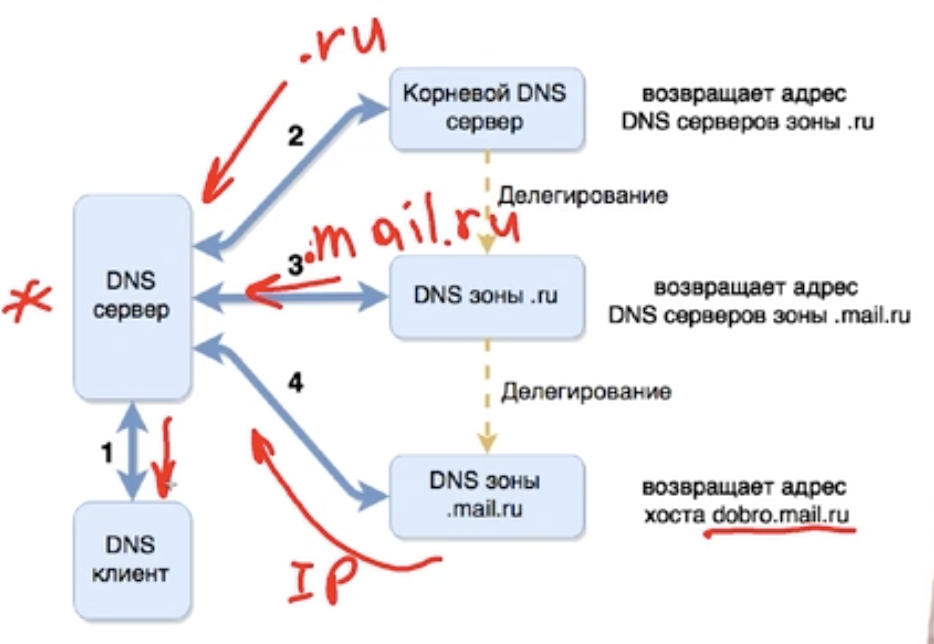 .ru
Корневой DNS
сервер
возвращает адрес
DNS серверов зоны .ru
2
Делегирование
.mail.ru
3
DNS
сервер
*
DNS зоны .ru
возвращает адрес
DNS серверов зоны .mail.ru
4
Делегирование
1
DNS зоны
.mail.ru
возвращает адрес
хоста dobro.mail.ru
DNS
клиент
IP